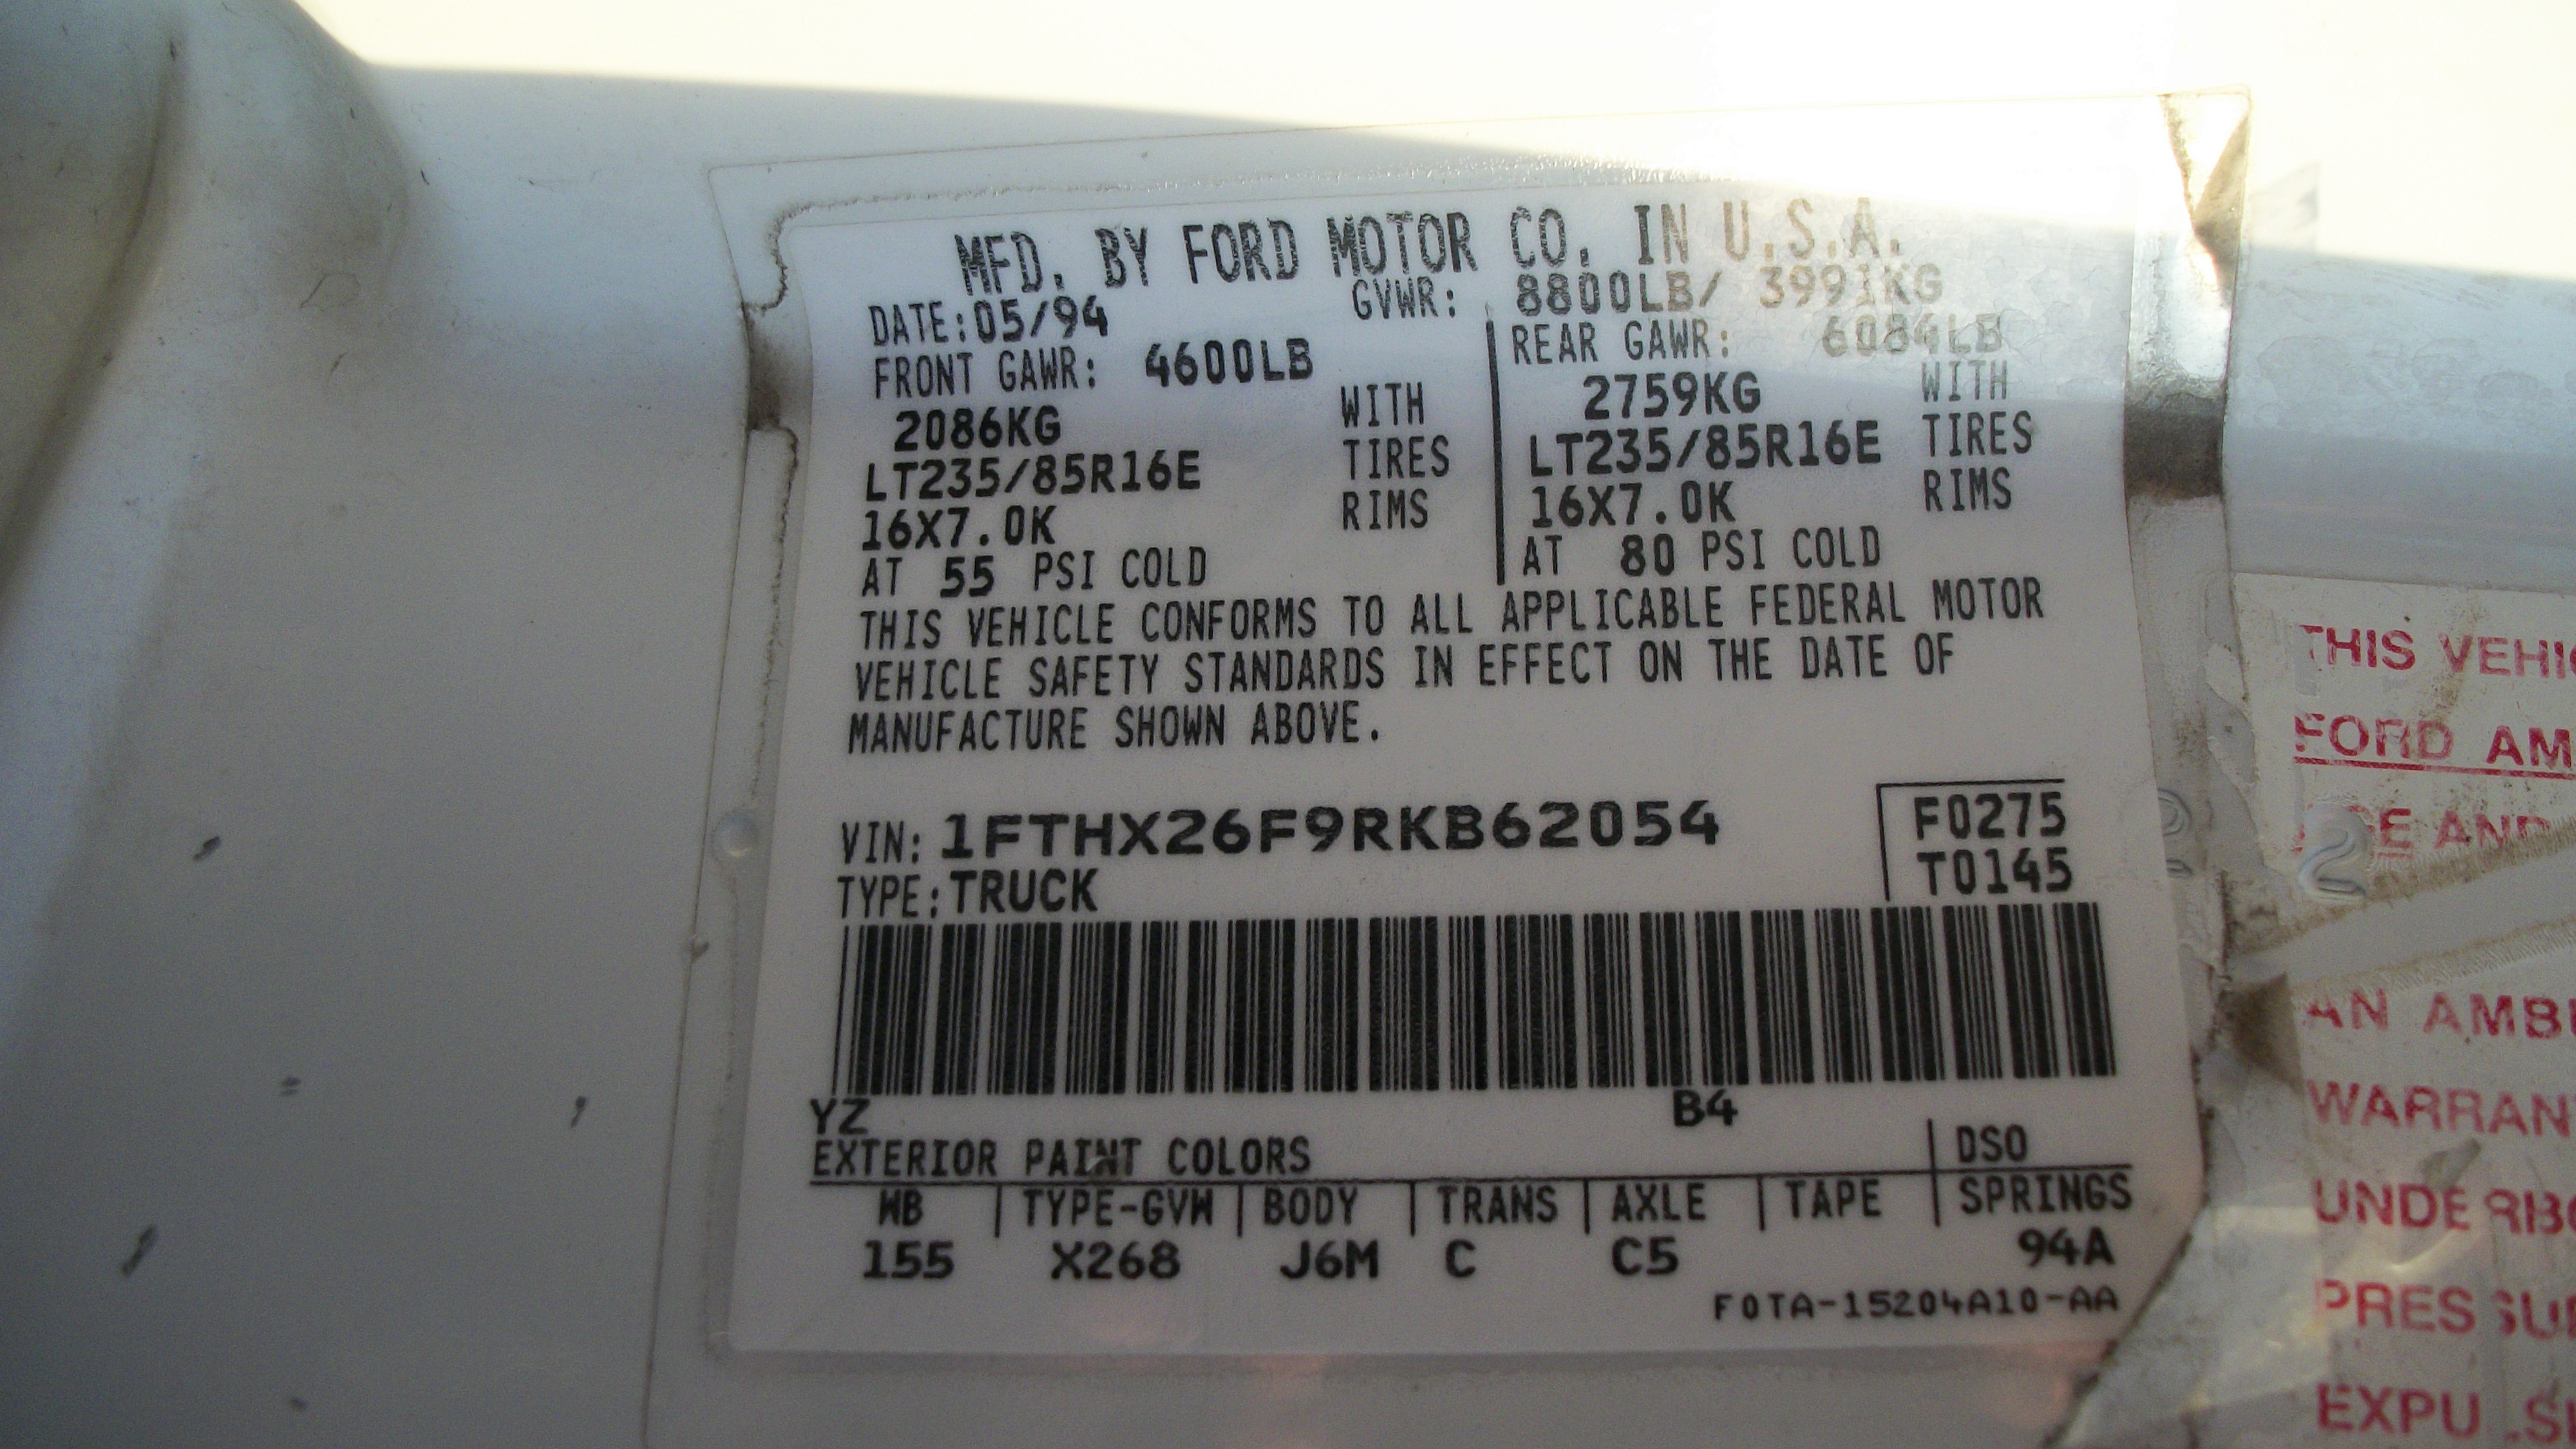 MFD. BY FORD MOTOR CO. IN U.S.A.
DATE:05/94 GVWR: 8800LB/ 3991KG
FRONT GAWR: 4600LB REAR GAWR: 6084LB
2086KG WITH 2759KG WITH
LT235/85R16E TIRES LT235/85R16E TIRES
16X7.0K RIMS 16X7.0K RIMS
AT 55 PSI COLD AT 80 PSI COLD
THIS VEHICLE CONFORMS TO ALL APPLICABLE FEDERAL MOTOR
VEHICLE SAFETY STANDARDS IN EFFECT ON THE DATE OF
MANUFACTURE SHOWN ABOVE.
VIN: 1FTHX26F9RKB62054 F0275
TYPE:TRUCK T0145
YZ B4
EXTERIOR PAINT COLORS DSO
WB TYPE-GVW BODY TRANS AXLE TAPE SPRINGS
155 X268 J6M C C5 94A
F0TA-15204A10-AA
THIS VEHIC
FORD AM
AND
AN AMB
WARRAN
UNDERB
PRESSU